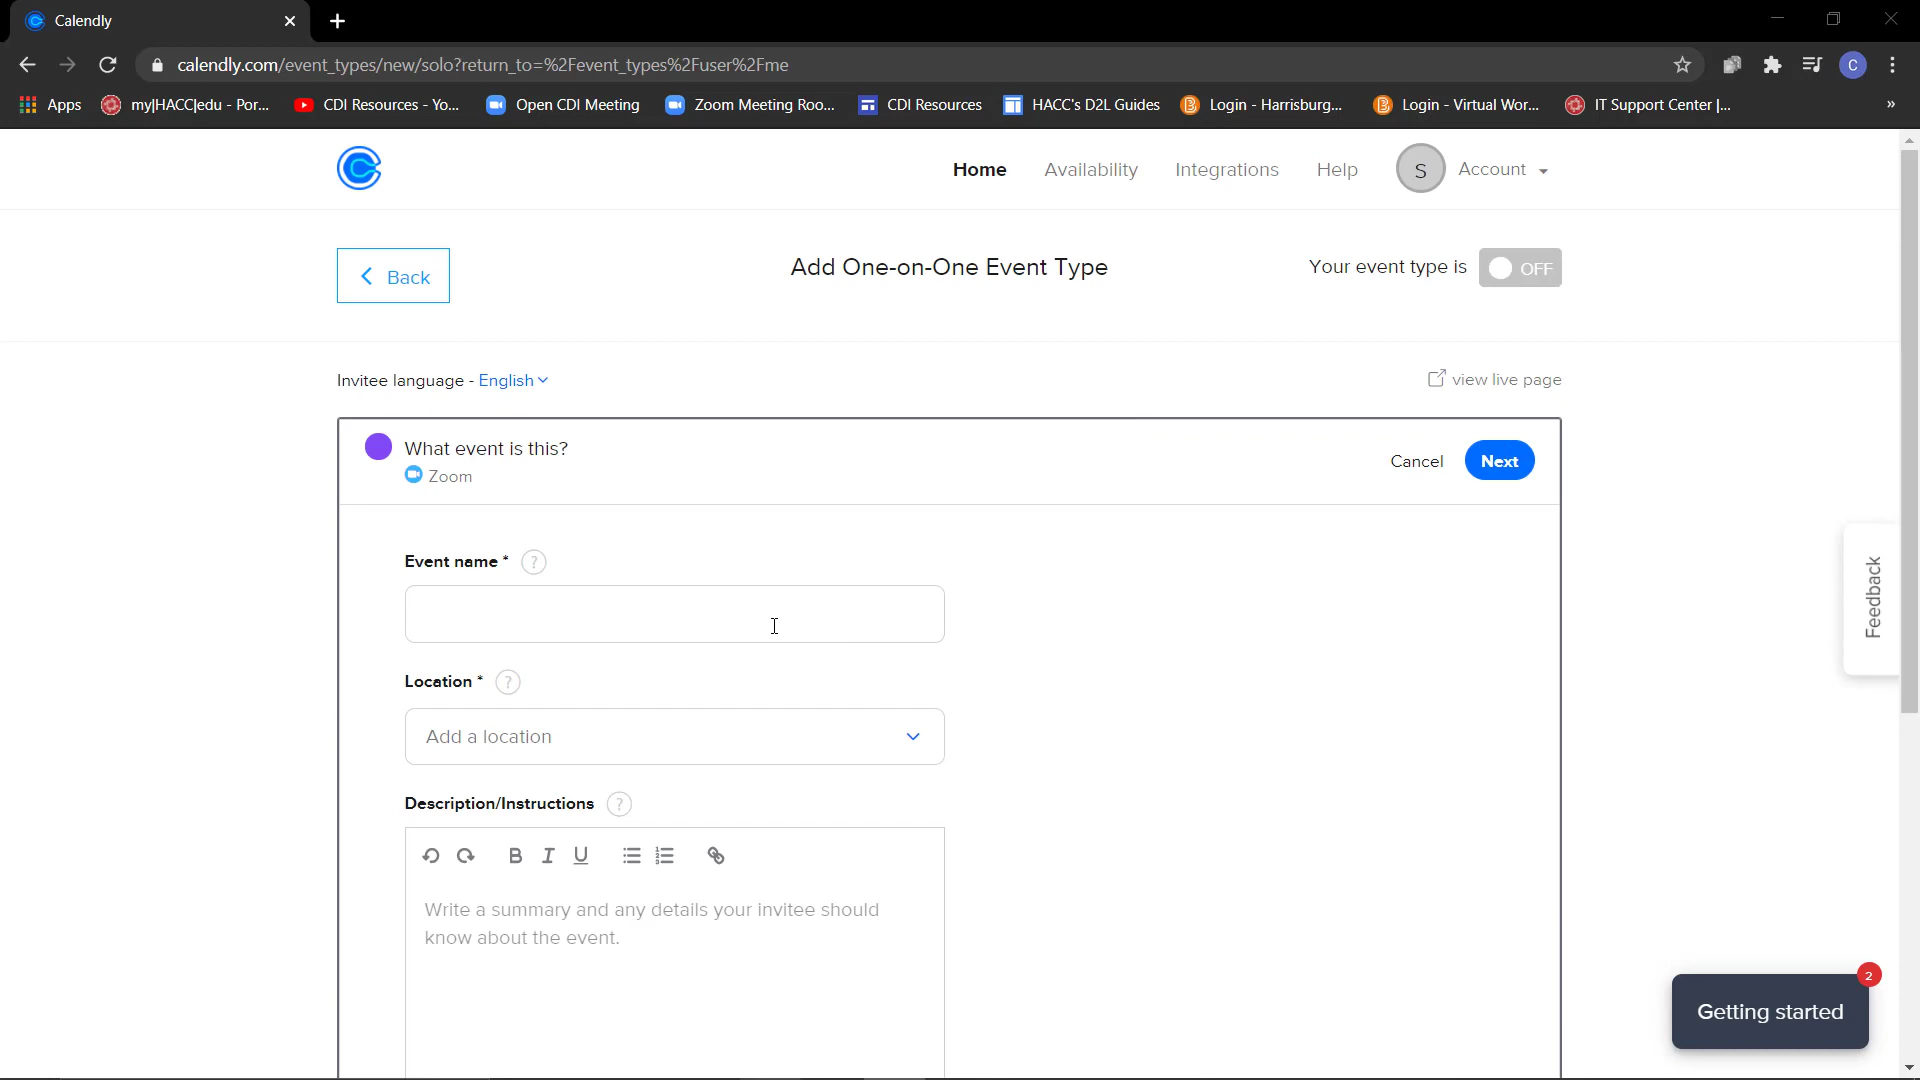 Calendly
calendly.com/event_types/new/solo?return_to=%2Fevent_types%2Fuser%2Fme
C
Apps
my|HACC|edu - Por...
CDI Resources - Yo...
Open CDI Meeting
Zoom Meeting Roo...
CDI Resources
HACC's D2L Guides
Login - Harrisburg...
Login - Virtual Wor...
IT Support Center |...
»
Home
Availability
Integrations
Help
S
Account
Back
Add One-on-One Event Type
Your event type is
OFF
Invitee language - English
view live page
What event is this?
Zoom
Cancel
Next
Event name * ?
Location * ?
Add a location
Description/Instructions ?
B I U
Write a summary and any details your invitee should
know about the event.
Feedback
2
Getting started